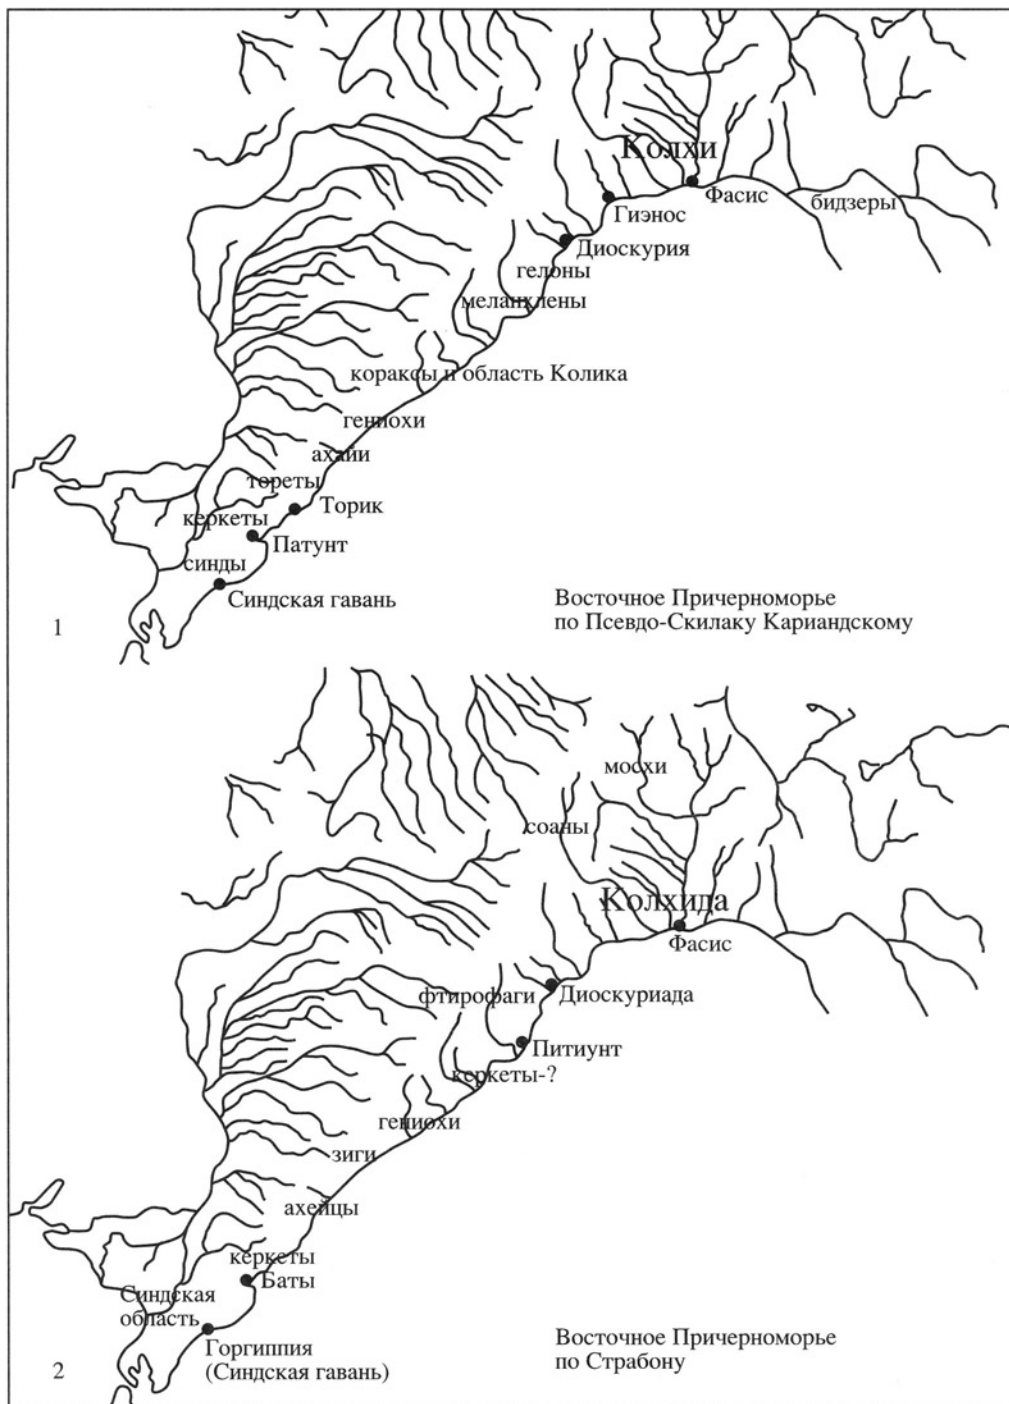 Колхи
Фасис
бидзеры
Гиэнос
Диоскурия
гелоны
меланхлены
кораксы и область Колика
гениохи
ахайи
тореты
Торик
керкеты
Патунт
синды
Синдская гавань
1
Восточное Причерноморье
по Псевдо-Скилаку Кариандскому
мосхи
соаны
Колхида
Фасис
фтирофаги
Диоскуриада
Питиунт
керкеты-?
гениохи
зиги
ахейцы
керкеты
Баты
Синдская
область
Горгиппия
(Синдская гавань)
2
Восточное Причерноморье
по Страбону